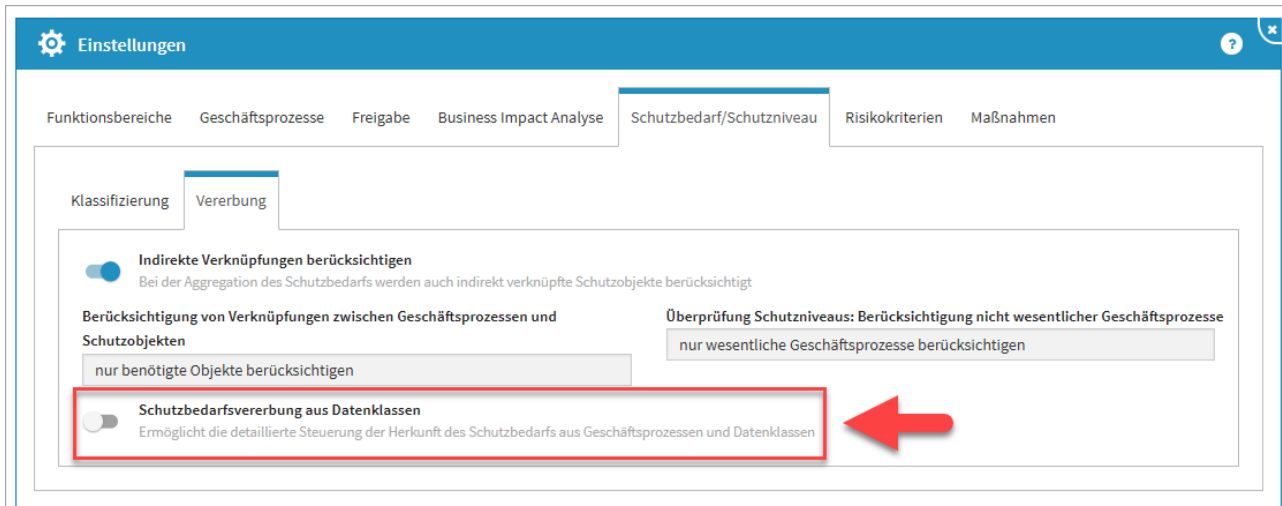 Einstellungen
Funktionsbereiche Geschäftsprozesse Freigabe Business Impact Analyse Schutzbedarf/Schutzniveau Risikokriterien Maßnahmen
Klassifizierung Vererbung
Indirekte Verknüpfungen berücksichtigen
Bei der Aggregation des Schutzbedarfs werden auch indirekt verknüpfte Schutzobjekte berücksichtigt
Berücksichtigung von Verknüpfungen zwischen Geschäftsprozessen und
Schutzobjekten
nur benötigte Objekte berücksichtigen
Überprüfung Schutzniveaus: Berücksichtigung nicht wesentlicher Geschäftsprozesse
nur wesentliche Geschäftsprozesse berücksichtigen
Schutzbedarfsvererbung aus Datenklassen
Ermöglicht die detaillierte Steuerung der Herkunft des Schutzbedarfs aus Geschäftsprozessen und Datenklassen